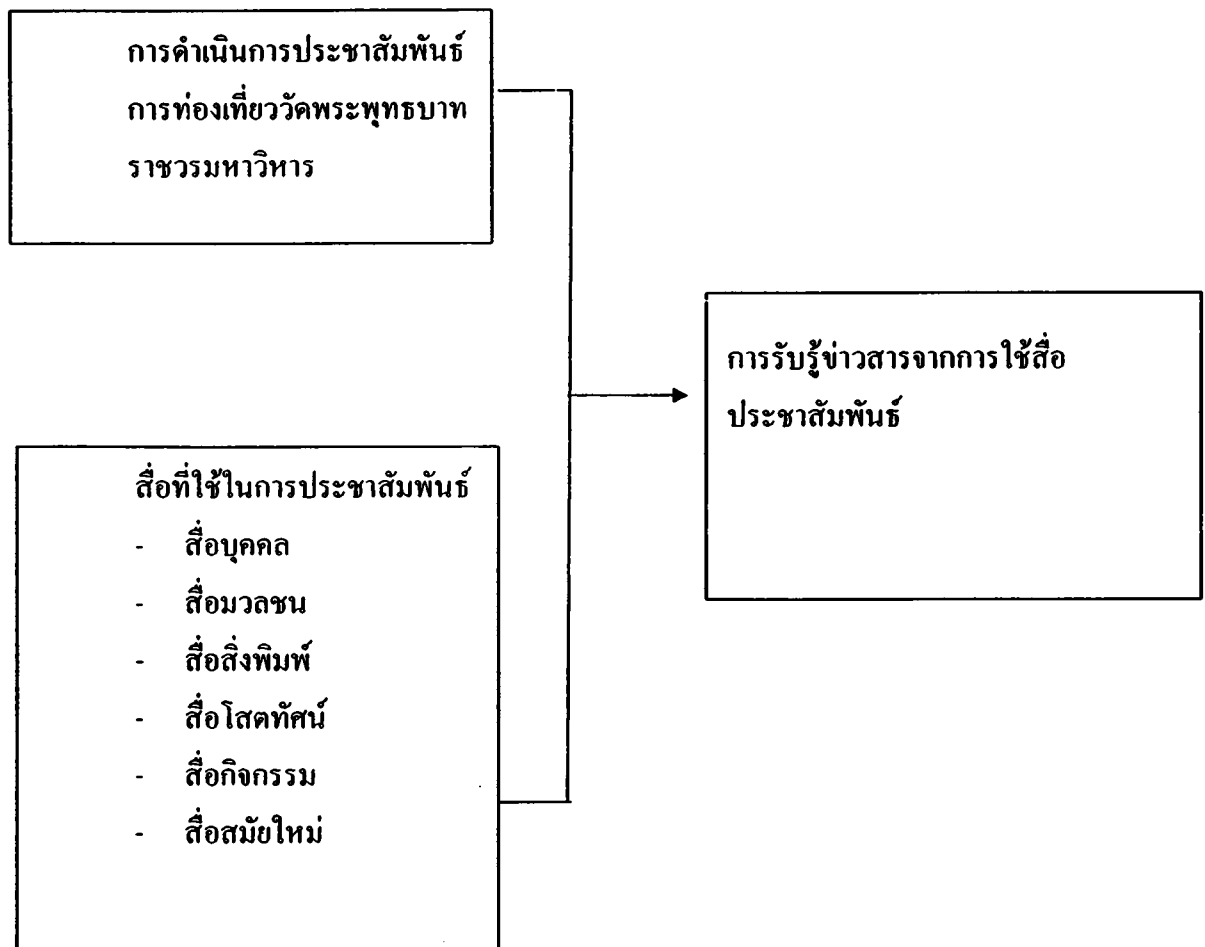 การดำเนินการประชาสัมพันธ์
การท่องเที่ยววัดพระพุทธบาท
ราชวรมหาวิหาร
การรับรู้ข่าวสารจากการใช้สื่อ
ประชาสัมพันธ์
สื่อที่ใช้ในการประชาสัมพันธ์
- สื่อบุคคล
- สื่อมวลชน
- สื่อสิ่งพิมพ์
- สื่อโสตทัศน์
- สื่อกิจกรรม
- สื่อสมัยใหม่